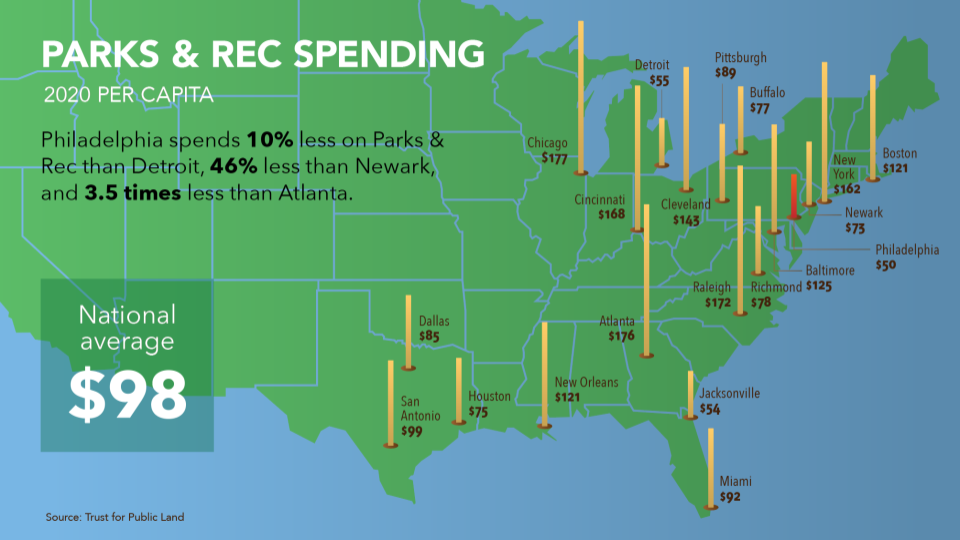 PARKS & REC SPENDING
2020 PER CAPITA
Philadelphia spends 10% less on Parks &
Rec than Detroit, 46% less than Newark,
and 3.5 times less than Atlanta.
National
average
$98
Detroit
$55
Pittsburgh
$89
Buffalo
$77
Chicago
$177
Boston
$121
New
York
$162
Cincinnati
$168
Cleveland
$143
Newark
$73
Philadelphia
$50
Baltimore
$125
Raleigh
$172
Richmond
$78
Atlanta
$176
Dallas
$85
New Orleans
$121
Houston
$75
San
Antonio
$99
Jacksonville
$54
Miami
$92
Source: Trust for Public Land